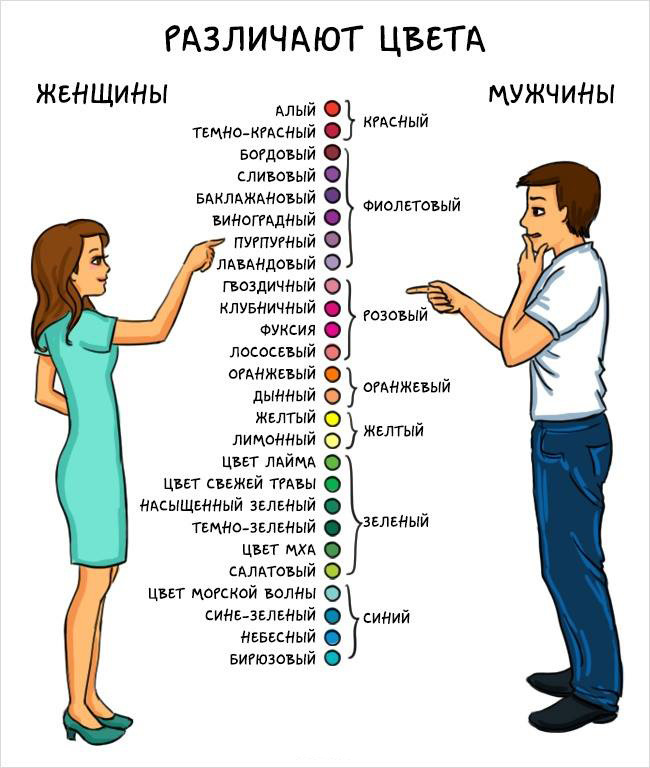 РАЗЛИЧАЮТ ЦВЕТА
ЖЕНЩИНЫ
МУЖЧИНЫ
АЛЫЙ
ТЕМНО-КРАСНЫЙ
КРАСНЫЙ
БОРДОВЫЙ
СЛИВОВЫЙ
БАКЛАЖАНОВЫЙ
ВИНОГРАДНЫЙ
ПУРПУРНЫЙ
ЛАВАНДОВЫЙ
ФИОЛЕТОВЫЙ
ГВОЗДИЧНЫЙ
КЛУБНИЧНЫЙ
ФУКСИЯ
ЛОСОСЕВЫЙ
РОЗОВЫЙ
ОРАНЖЕВЫЙ
ДЫННЫЙ
ОРАНЖЕВЫЙ
ЖЕЛТЫЙ
ЛИМОННЫЙ
ЖЕЛТЫЙ
ЦВЕТ ЛАЙМА
ЦВЕТ СВЕЖЕЙ ТРАВЫ
НАСЫЩЕННЫЙ ЗЕЛЕНЫЙ
ТЕМНО-ЗЕЛЕНЫЙ
ЦВЕТ МХА
САЛАТОВЫЙ
ЗЕЛЕНЫЙ
ЦВЕТ МОРСКОЙ ВОЛНЫ
СИНЕ-ЗЕЛЕНЫЙ
НЕБЕСНЫЙ
БИРЮЗОВЫЙ
СИНИЙ